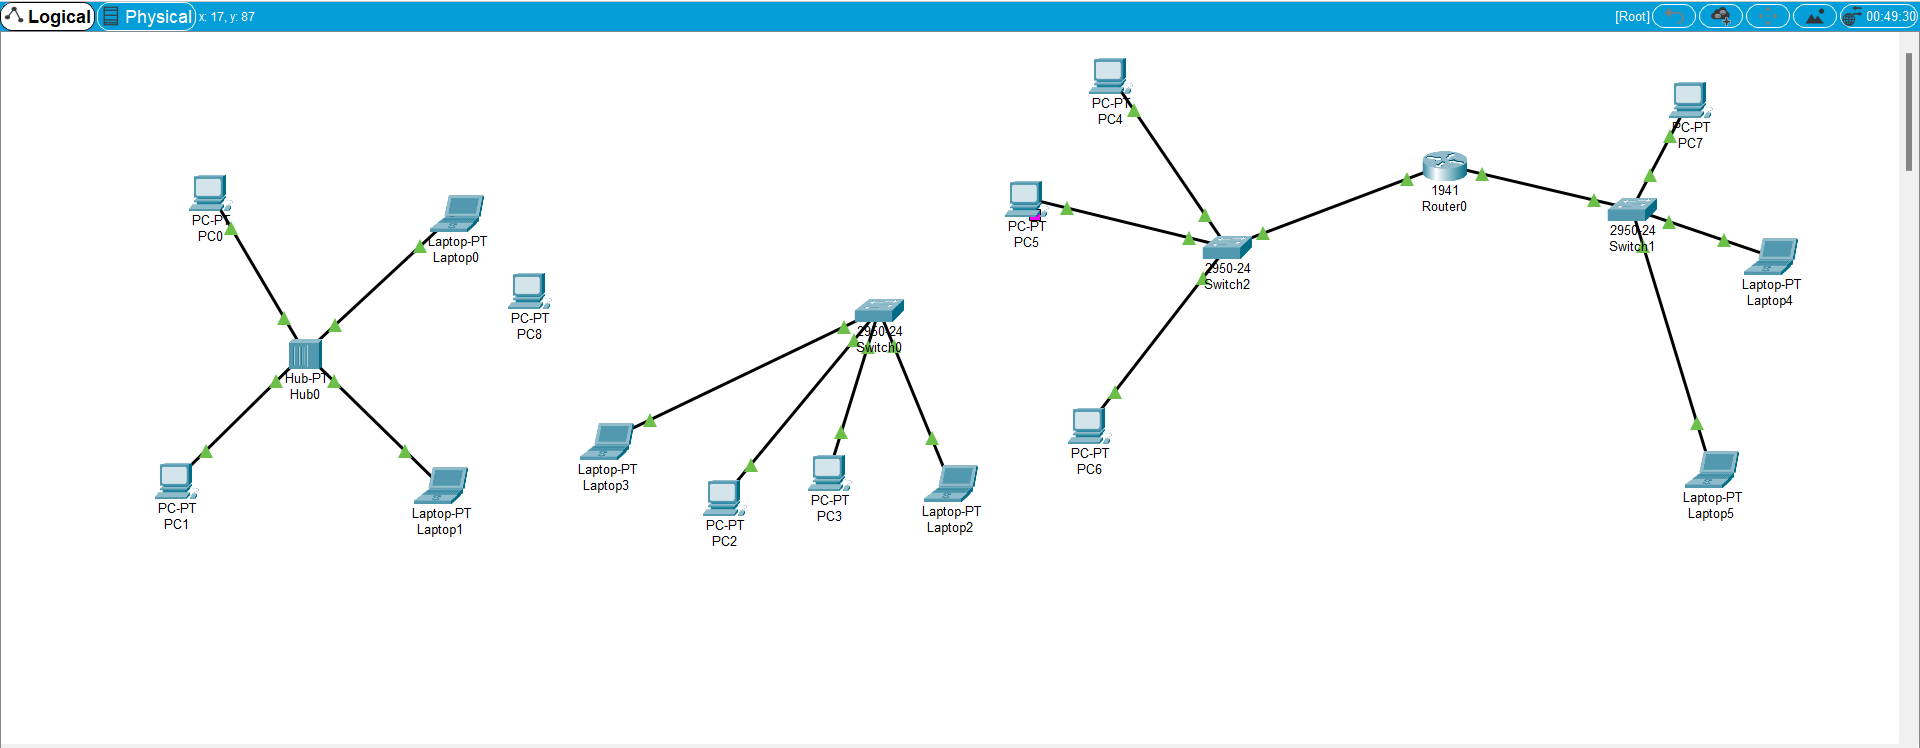 Logical Physical x: 17, y: 87 [Root] 00:49:30
PC-PT
PC4
PC-PT
PC7
1941
Router0
PC-PT
PC0
Laptop-PT
Laptop0
PC-PT
PC5
2950-24
Switch1
2950-24
Switch2
Laptop-PT
Laptop4
PC-PT
PC8
2950-24
Switch0
Hub-PT
Hub0
Laptop-PT
Laptop3
PC-PT
PC6
PC-PT
PC1
Laptop-PT
Laptop1
PC-PT
PC2
PC-PT
PC3
Laptop-PT
Laptop2
Laptop-PT
Laptop5